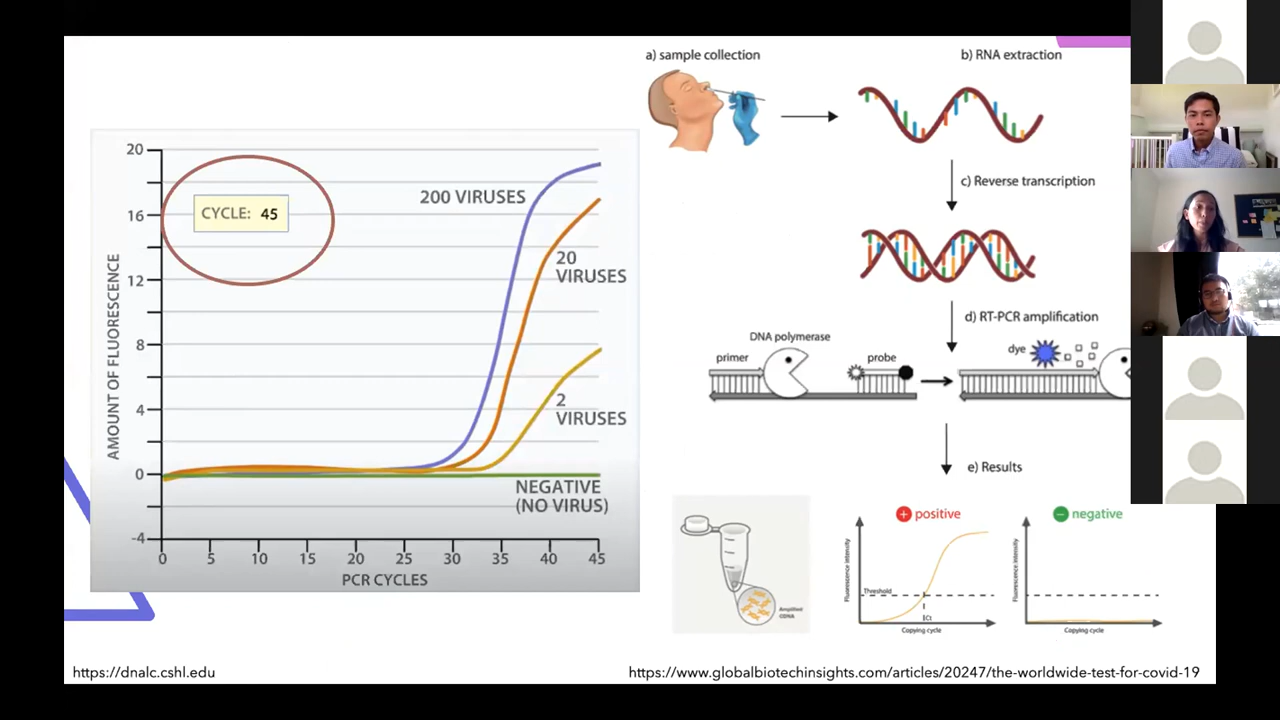 20
16
12
8
4
0
-4
AMOUNT OF FLUORESCENCE
CYCLE: 45
200 VIRUSES
20
VIRUSES
2
VIRUSES
NEGATIVE
(NO VIRUS)
0 5 10 15 20 25 30 35 40 45
PCR CYCLES
https://dnalc.cshl.edu
a) sample collection
b) RNA extraction
c) Reverse transcription
d) RT-PCR amplification
DNA polymerase
primer
probe
dye
e) Results
Amplified
CDNA
+ positive
Fluorescence intensity
Threshold
Ct
Copying cycle
− negative
Fluorescence intensity
Copying cycle
https://www.globalbiotechinsights.com/articles/20247/the-worldwide-test-for-covid-19